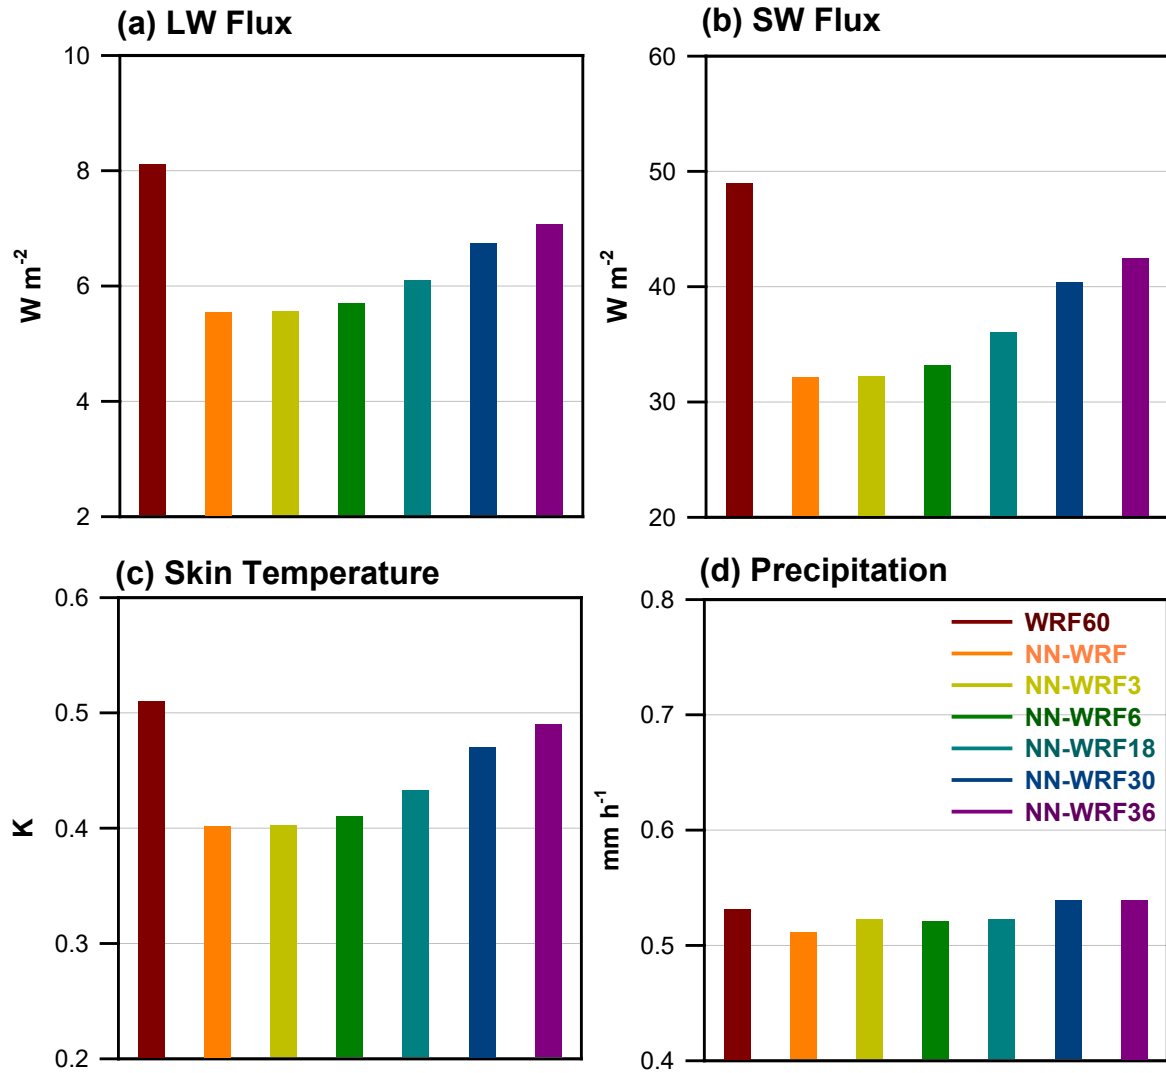 (a) LW Flux
10
8
6
4
2
W m-2
(b) SW Flux
60
50
40
30
20
W m-2
(c) Skin Temperature
0.6
0.5
0.4
0.3
0.2
K
(d) Precipitation
0.8
0.7
0.6
0.5
0.4
mm h-1
WRF60
NN-WRF
NN-WRF3
NN-WRF6
NN-WRF18
NN-WRF30
NN-WRF36